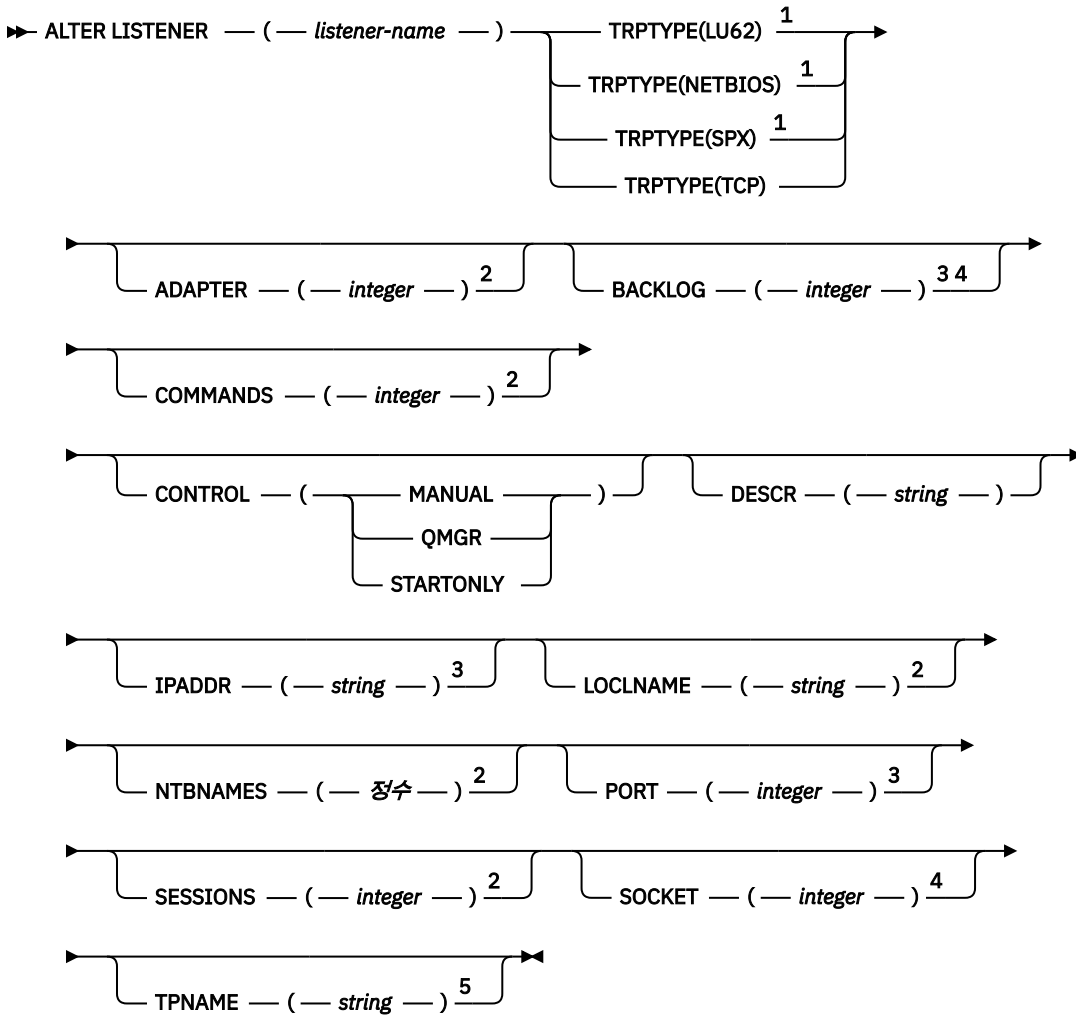 ALTER LISTENER ( listener-name ) TRPTYPE(LU62) 1
TRPTYPE(NETBIOS) 1
TRPTYPE(SPX) 1
TRPTYPE(TCP)
ADAPTER ( integer ) 2 BACKLOG ( integer ) 3 4
COMMANDS ( integer ) 2
CONTROL ( MANUAL ) DESCR ( string )
QMGR
STARTONLY
IPADDR ( string ) 3 LOCLNAME ( string ) 2
NTBNAMES ( 정수 ) 2 PORT ( integer ) 3
SESSIONS ( integer ) 2 SOCKET ( integer ) 4
TPNAME ( string ) 5